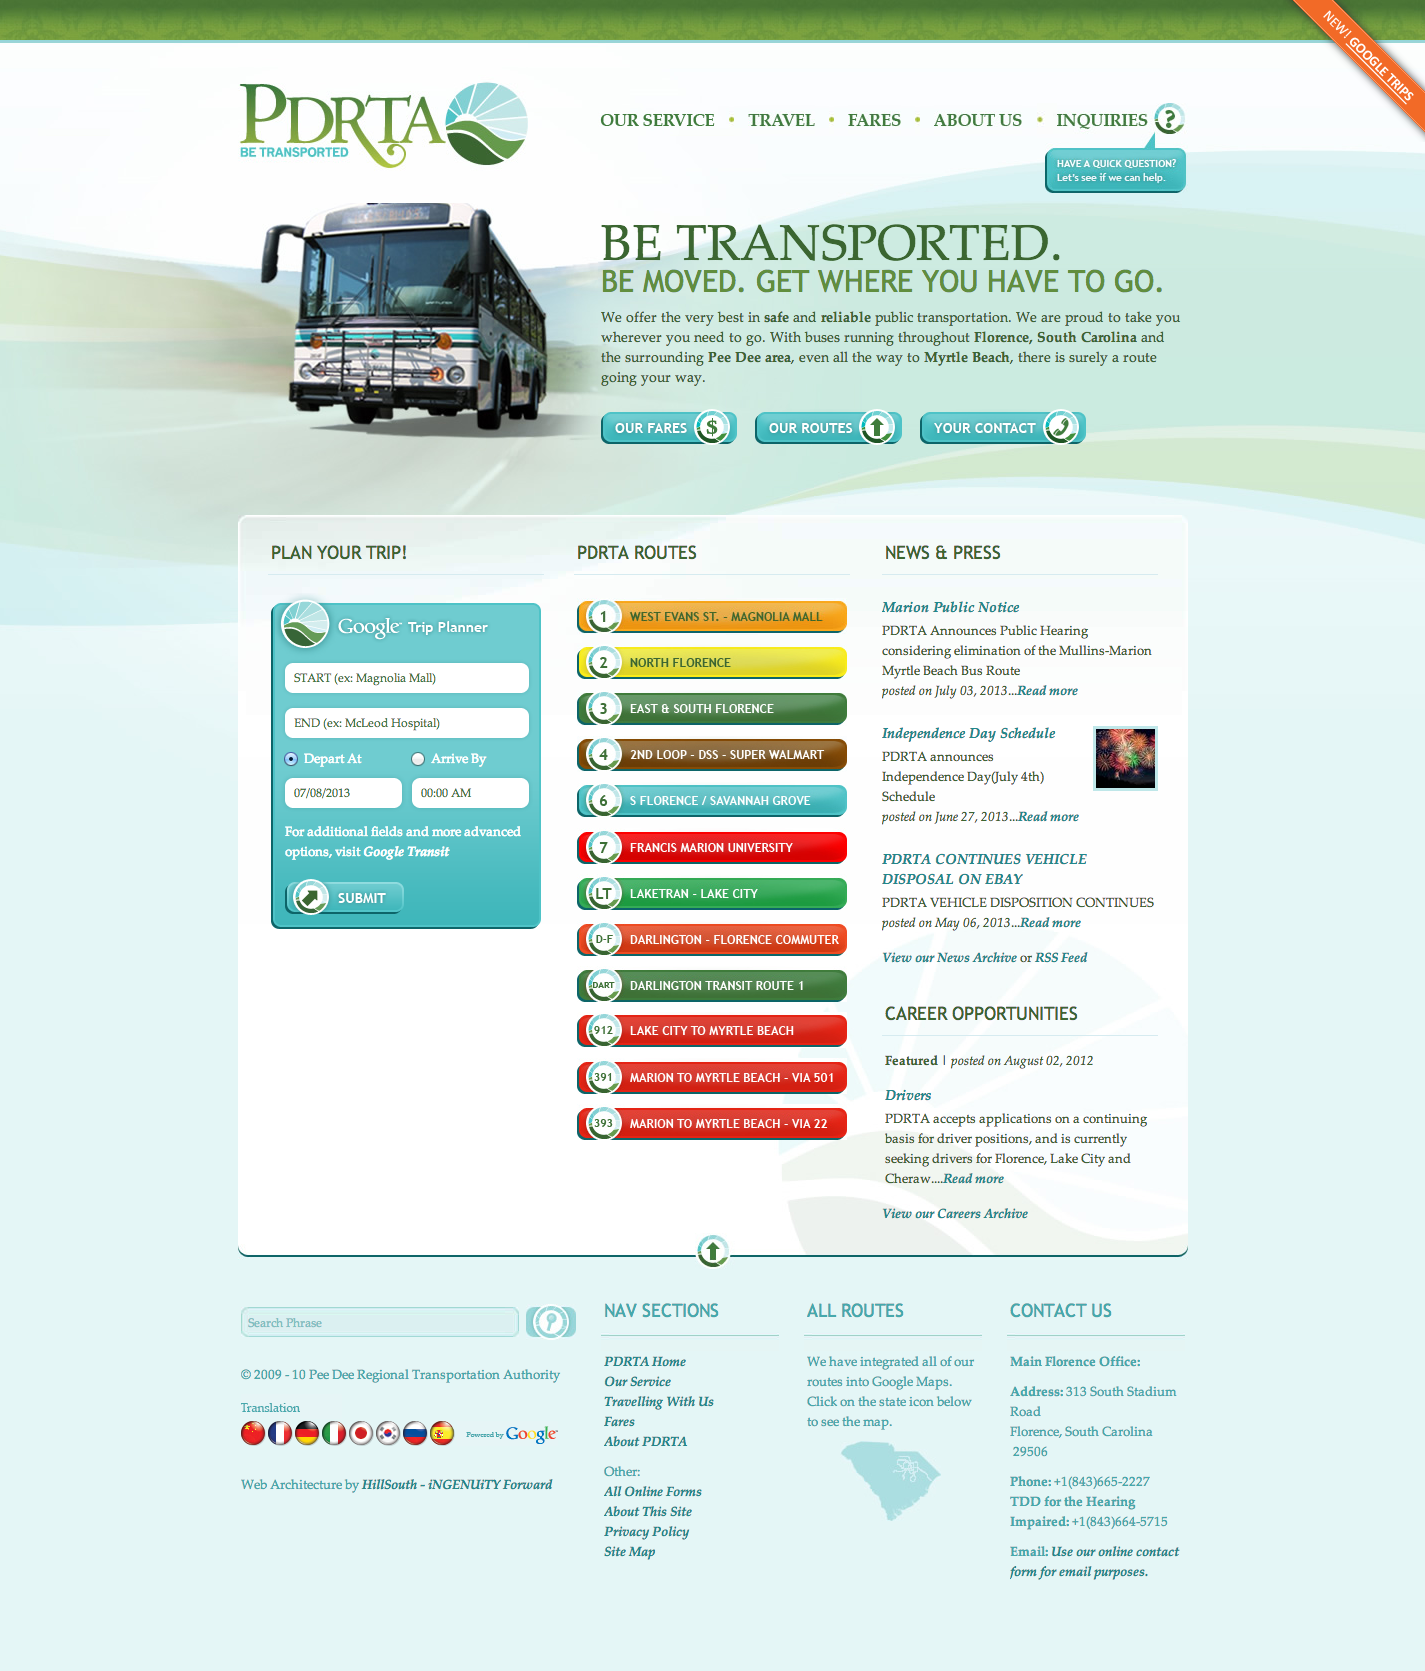 NEW! GOOGLE TRIPS
PDRTA
BE TRANSPORTED
OUR SERVICE • TRAVEL • FARES • ABOUT US • INQUIRIES ?
HAVE A QUICK QUESTION?
Let's see if we can help.
BE TRANSPORTED.
BE MOVED. GET WHERE YOU HAVE TO GO.
We offer the very best in safe and reliable public transportation. We are proud to take you
wherever you need to go. With buses running throughout Florence, South Carolina and
the surrounding Pee Dee area, even all the way to Myrtle Beach, there is surely a route
going your way.
OUR FARES $
OUR ROUTES
YOUR CONTACT
PLAN YOUR TRIP!
Google™ Trip Planner
START (ex: Magnolia Mall)
END (ex: McLeod Hospital)
Depart At
Arrive By
07/08/2013
00:00 AM
For additional fields and more advanced
options, visit Google Transit
SUBMIT
PDRTA ROUTES
1 WEST EVANS ST. - MAGNOLIA MALL
2 NORTH FLORENCE
3 EAST & SOUTH FLORENCE
4 2ND LOOP - DSS - SUPER WALMART
6 S FLORENCE / SAVANNAH GROVE
7 FRANCIS MARION UNIVERSITY
LT LAKETRAN - LAKE CITY
D-F DARLINGTON - FLORENCE COMMUTER
DART DARLINGTON TRANSIT ROUTE 1
912 LAKE CITY TO MYRTLE BEACH
391 MARION TO MYRTLE BEACH - VIA 501
393 MARION TO MYRTLE BEACH - VIA 22
NEWS & PRESS
Marion Public Notice
PDRTA Announces Public Hearing
considering elimination of the Mullins-Marion
Myrtle Beach Bus Route
posted on July 03, 2013...Read more
Independence Day Schedule
PDRTA announces
Independence Day(July 4th)
Schedule
posted on June 27, 2013...Read more
PDRTA CONTINUES VEHICLE
DISPOSAL ON EBAY
PDRTA VEHICLE DISPOSITION CONTINUES
posted on May 06, 2013...Read more
View our News Archive or RSS Feed
CAREER OPPORTUNITIES
Featured | posted on August 02, 2012
Drivers
PDRTA accepts applications on a continuing
basis for driver positions, and is currently
seeking drivers for Florence, Lake City and
Cheraw....Read more
View our Careers Archive
Search Phrase
© 2009 - 10 Pee Dee Regional Transportation Authority
Translation
Powered by Google™
Web Architecture by HillSouth - iNGENUiTY Forward
NAV SECTIONS
PDRTA Home
Our Service
Travelling With Us
Fares
About PDRTA
Other:
All Online Forms
About This Site
Privacy Policy
Site Map
ALL ROUTES
We have integrated all of our
routes into Google Maps.
Click on the state icon below
to see the map.
CONTACT US
Main Florence Office:
Address: 313 South Stadium
Road
Florence, South Carolina
29506
Phone: +1(843)665-2227
TDD for the Hearing
Impaired: +1(843)664-5715
Email: Use our online contact
form for email purposes.